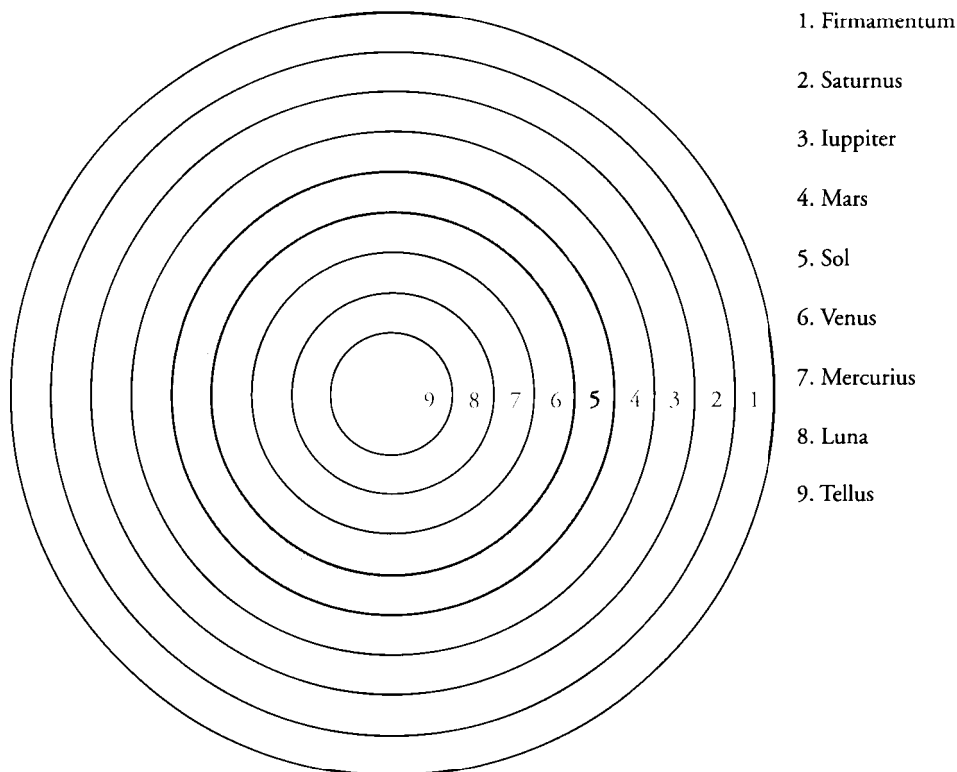 1. Firmamentum
2. Saturnus
3. Iuppiter
4. Mars
5. Sol
6. Venus
7. Mercurius
8. Luna
9. Tellus
9 8 7 6 5 4 3 2 1